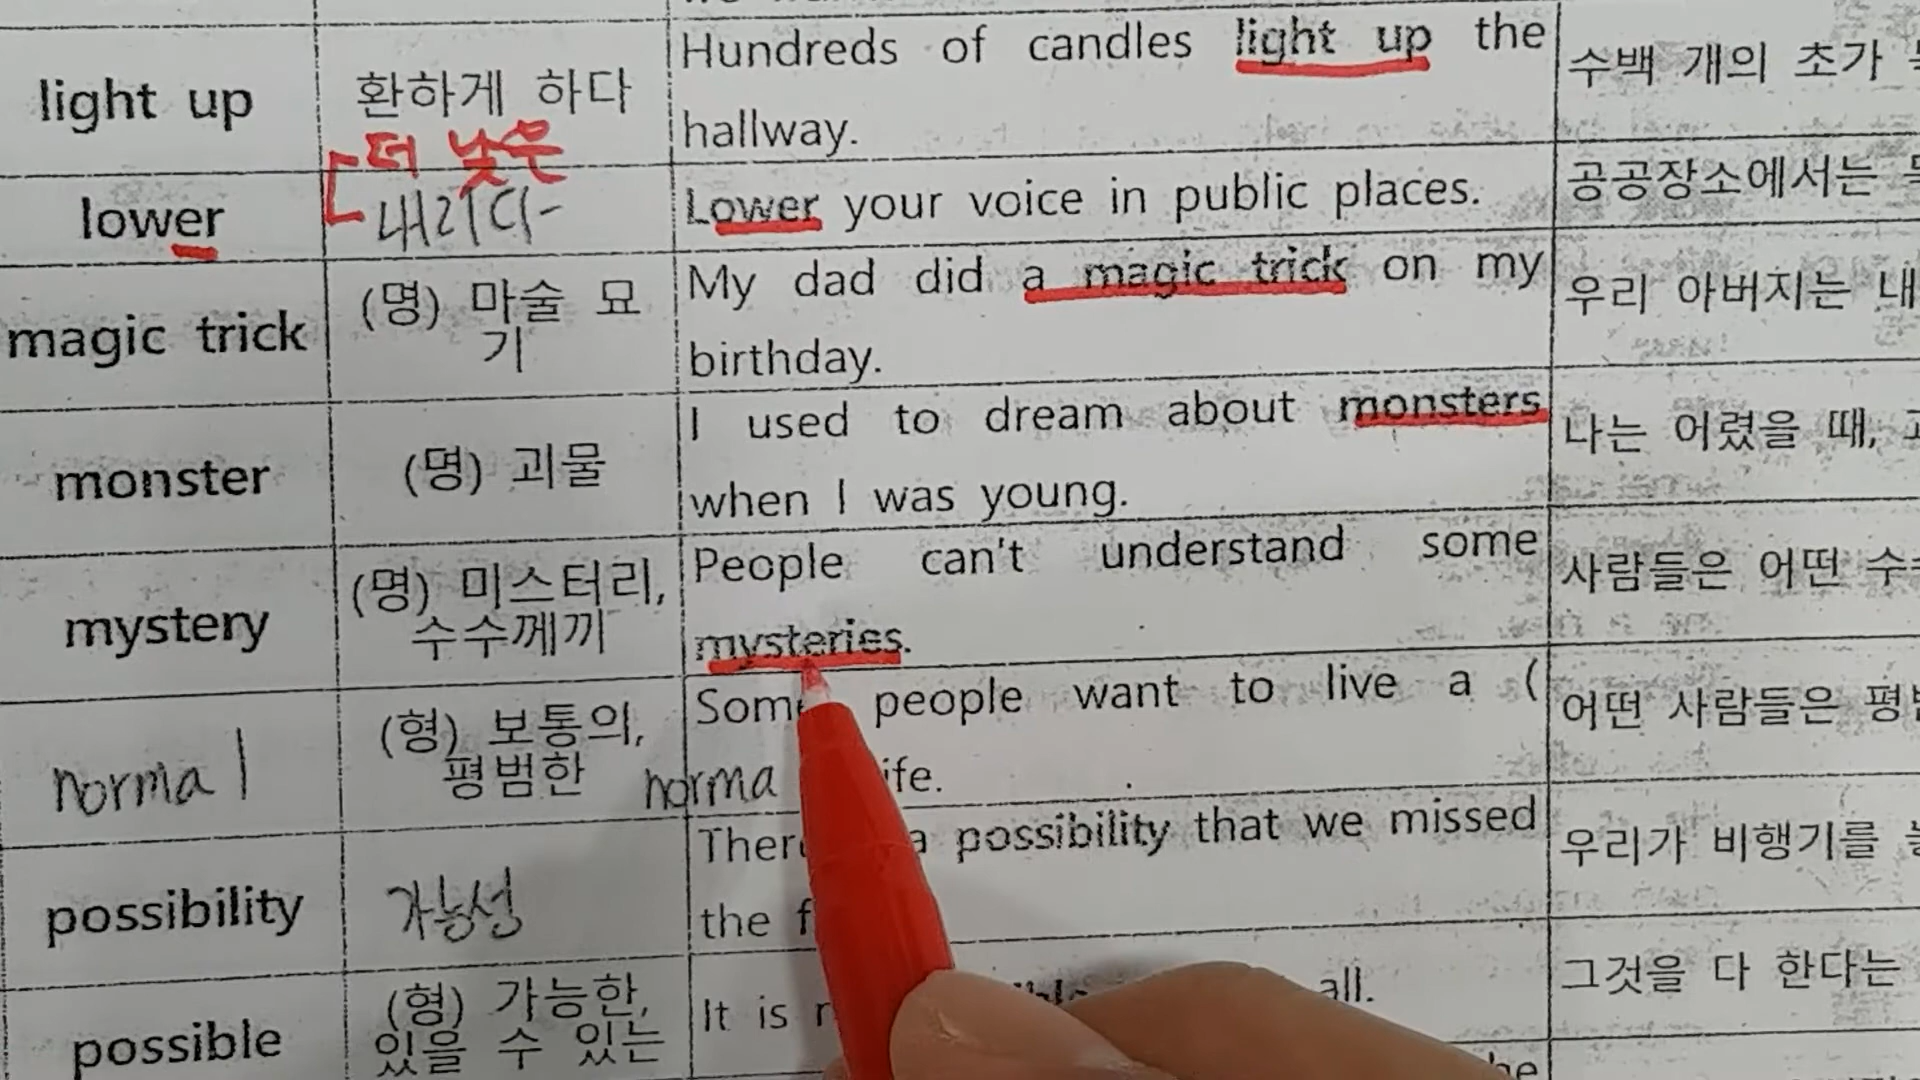 light up
환하게 하다
Hundreds of candles light up the
hallway.
수백 개의 초가
더 낮은
lower
내리다
Lower your voice in public places.
공공장소에서는
magic trick
(명) 마술 묘
기
My dad did a magic trick on my
birthday.
우리 아버지는 내
monster
(명) 괴물
I used to dream about monsters
when I was young.
나는 어렸을 때,
mystery
(명) 미스터리,
수수께끼
People can't understand some
mysteries.
사람들은 어떤
normal
(형) 보통의,
평범한
Some people want to live a (
norma
어떤 사람들은
possibility
가능성
a possibility that we missed
the
우리가 비행기를
possible
(형) 가능한,
있을 수 있는
It is
all.
그것을 다 한다는